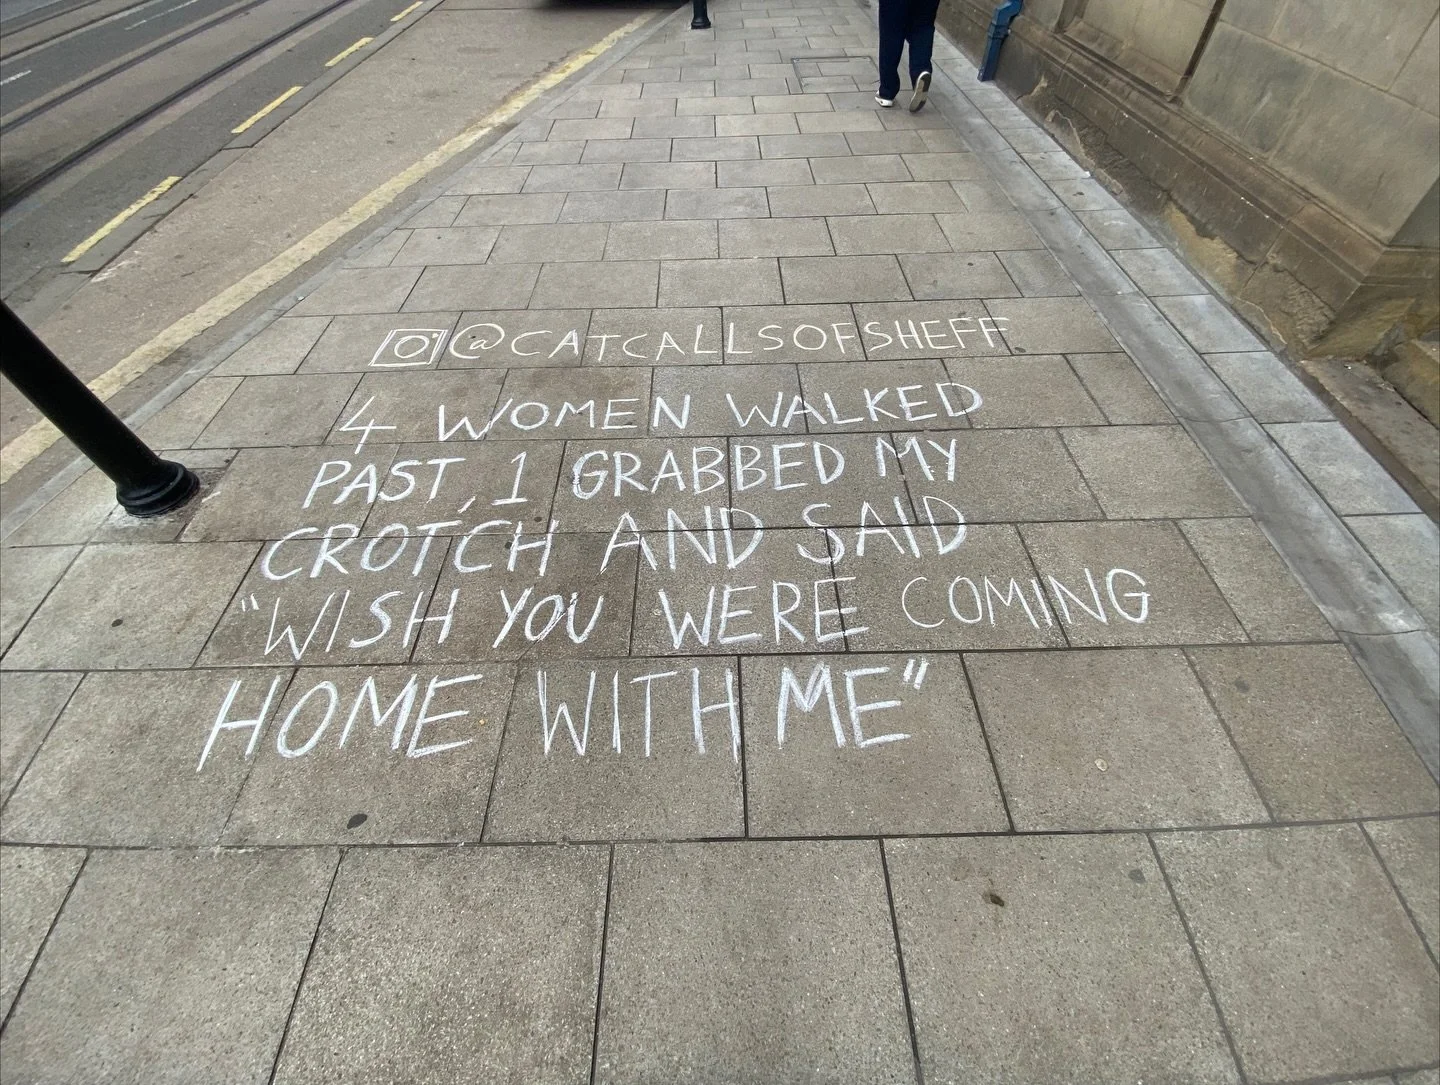 @CATCALLSOFSHEFF
4 WOMEN WALKED
PAST, 1 GRABBED MY
CROTCH AND SAID
"WISH YOU WERE COMING
HOME WITH ME"